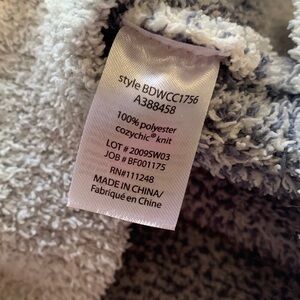 style BDWCC1756
A388458
100% polyester
cozychic® knit
LOT # 2009SW03
JOB # BF001175
RN#111248
MADE IN CHINA/
Fabriqué en Chine